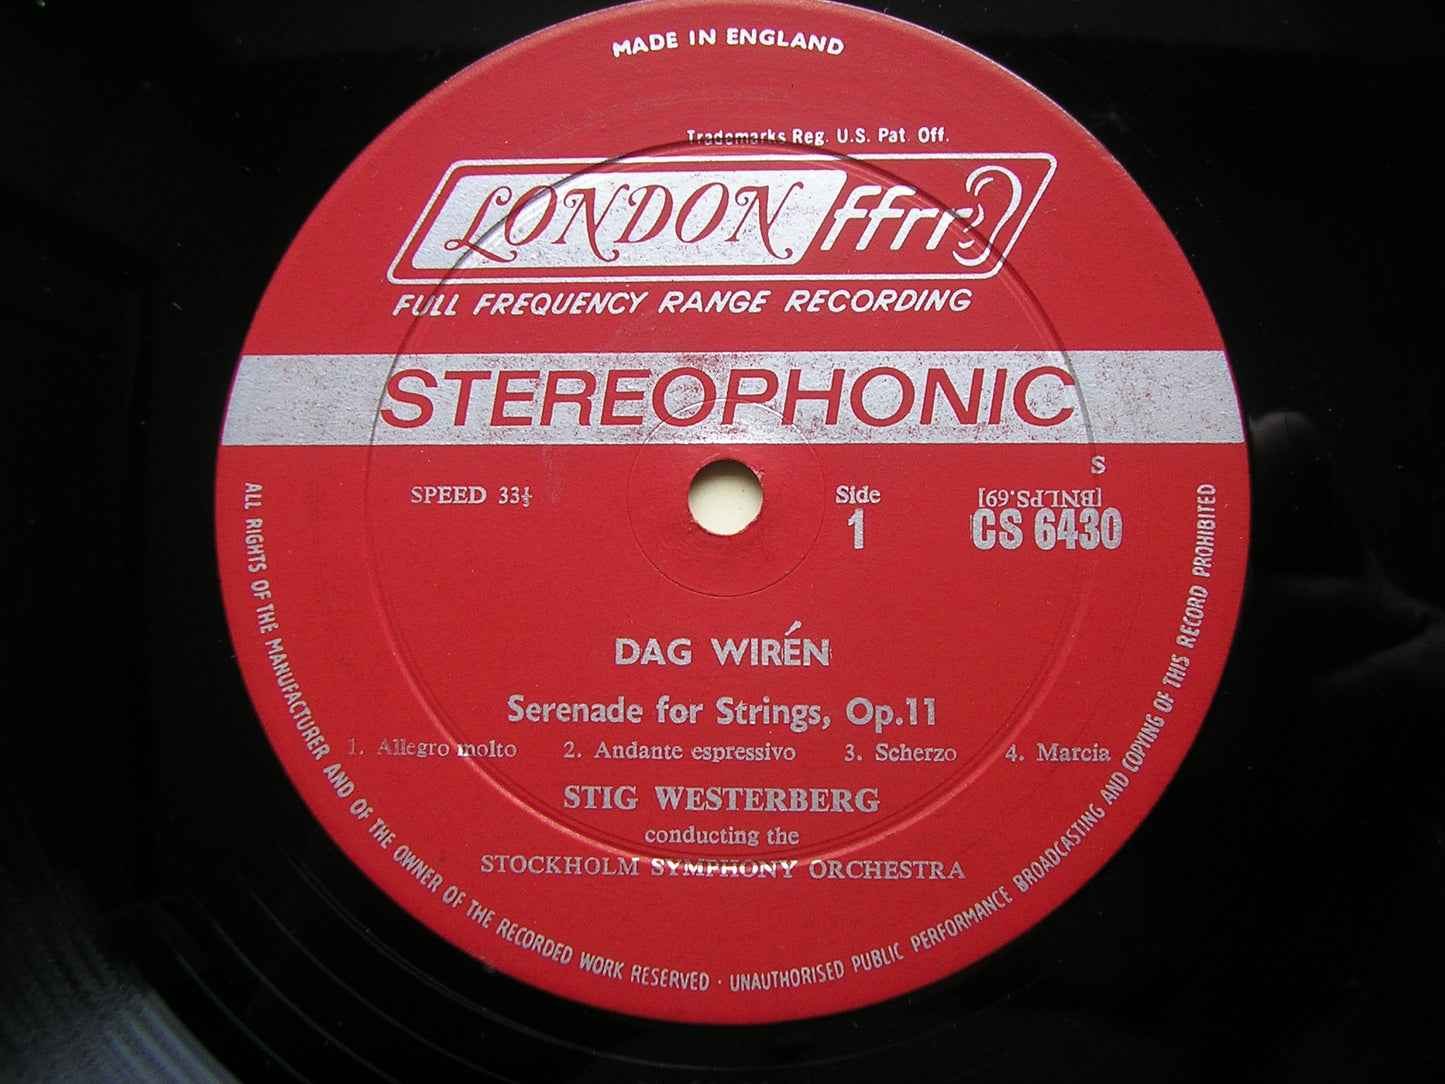 MADE IN ENGLAND
Trademarks Reg. U.S. Pat. Off.
LONDON ffrr
FULL FREQUENCY RANGE RECORDING
STEREOPHONIC
S
SPEED 33⅓
Side
1
[BNLPS.69]
CS 6430
DAG WIRÉN
Serenade for Strings, Op.11
1. Allegro molto 2. Andante espressivo 3. Scherzo 4. Marcia
STIG WESTERBERG
conducting the
STOCKHOLM SYMPHONY ORCHESTRA
ALL RIGHTS OF THE MANUFACTURER AND OF THE OWNER OF THE RECORDED WORK RESERVED · UNAUTHORISED PUBLIC PERFORMANCE BROADCASTING AND COPYING OF THIS RECORD PROHIBITED